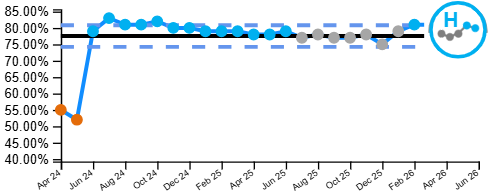 85.00%
80.00%
75.00%
70.00%
65.00%
60.00%
55.00%
50.00%
45.00%
40.00%
H
Apr 24
Jun 24
Aug 24
Oct 24
Dec 24
Feb 25
Apr 25
Jun 25
Aug 25
Oct 25
Dec 25
Feb 26
Apr 26
Jun 26